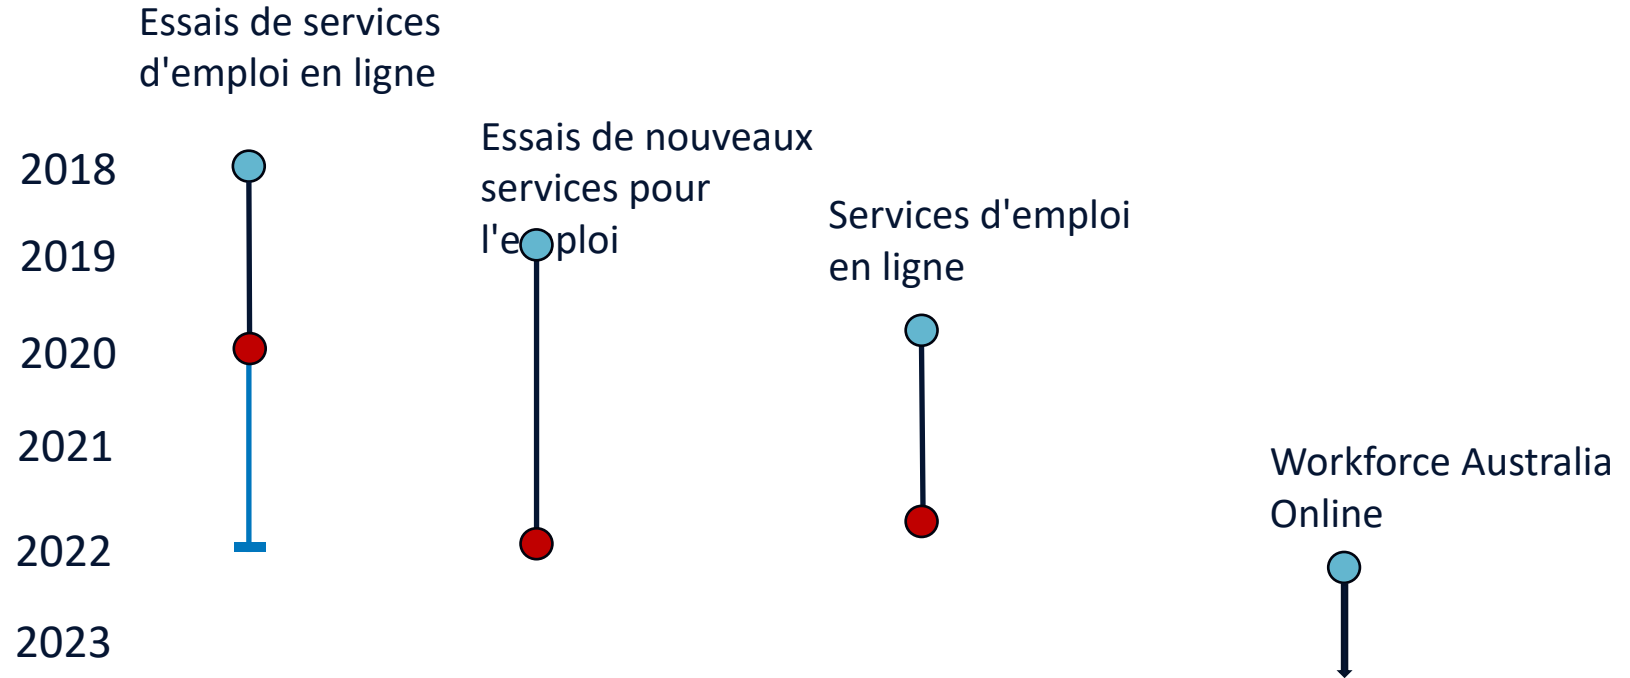 Essais de services
d'emploi en ligne
Essais de nouveaux
services pour
l'emploi
Services d'emploi
en ligne
Workforce Australia
Online
2018
2019
2020
2021
2022
2023